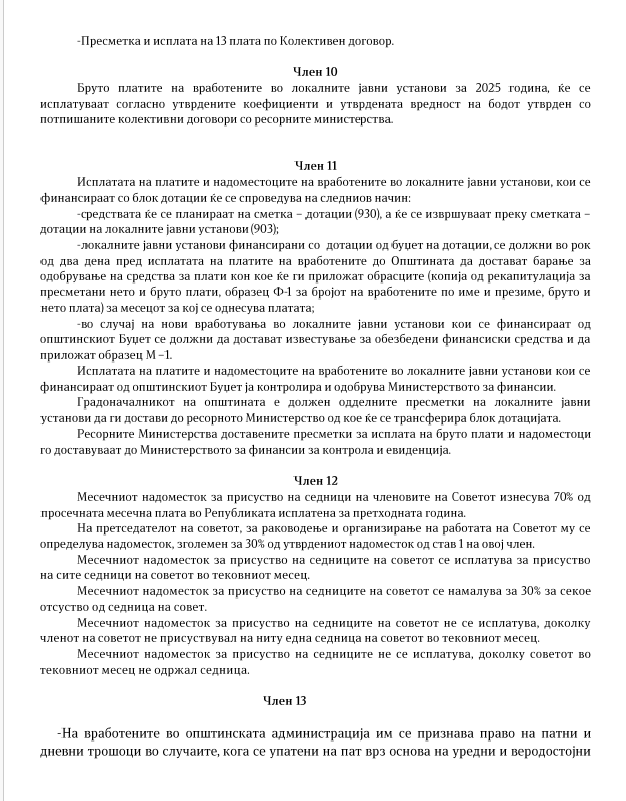 -Пресметка и исплата на 13 плата по Колективен договор.
Член 10
Бруто платите на вработените во локалните јавни установи за 2025 година, ќе се
исплатуваат согласно утврдените коефициенти и утврдената вредност на бодот утврден со
потпишаните колективни договори со ресорните министерства.
Член 11
Исплатата на платите и надоместоците на вработените во локалните јавни установи, кои се
финансираат со блок дотации ќе се спроведува на следниов начин:
-средствата ќе се планираат на сметка – дотации (930), а ќе се извршуваат преку сметката –
дотации на локалните јавни установи (903);
-локалните јавни установи финансирани со дотации од буџет на дотации, се должни во рок
од два дена пред исплатата на платите на вработените до Општината да достават барање за
одобрување на средства за плати кон кое ќе ги приложат обрасците (копија од рекапитулација за
пресметани нето и бруто плати, образец Ф-1 за бројот на вработените по име и презиме, бруто и
нето плата) за месецот за кој се однесува платата;
-во случај на нови вработувања во локалните јавни установи кои се финансираат од
општинскиот Буџет се должни да достават известување за обезбедени финансиски средства и да
приложат образец М –1.
Исплатата на платите и надоместоците на вработените во локалните јавни установи кои се
финансираат од општинскиот Буџет ја контролира и одобрува Министерството за финансии.
Градоначалникот на општината е должен одделните пресметки на локалните јавни
установи да ги достави до ресорното Министерство од кое ќе се трансферира блок дотацијата.
Ресорните Министерства доставените пресметки за исплата на бруто плати и надоместоци
го доставуваат до Министерството за финансии за контрола и евиденција.
Член 12
Месечниот надоместок за присуство на седници на членовите на Советот изнесува 70% од
просечната месечна плата во Републиката исплатена за претходната година.
На претседателот на советот, за раководење и организирање на работата на Советот му се
определува надоместок, зголемен за 30% од утврдениот надоместок од став 1 на овој член.
Месечниот надоместок за присуство на седниците на советот се исплатува за присуство
на сите седници на советот во тековниот месец.
Месечниот надоместок за присуство на седниците на советот се намалува за 30% за секое
отсуство од седница на совет.
Месечниот надоместок за присуство на седниците на советот не се исплатува, доколку
членот на советот не присуствувал на ниту една седница на советот во тековниот месец.
Месечниот надоместок за присуство на седниците не се исплатува, доколку советот во
тековниот месец не одржал седница.
Член 13
-На вработените во општинската администрација им се признава право на патни и
дневни трошоци во случаите, кога се упатени на пат врз основа на уредни и веродостојни